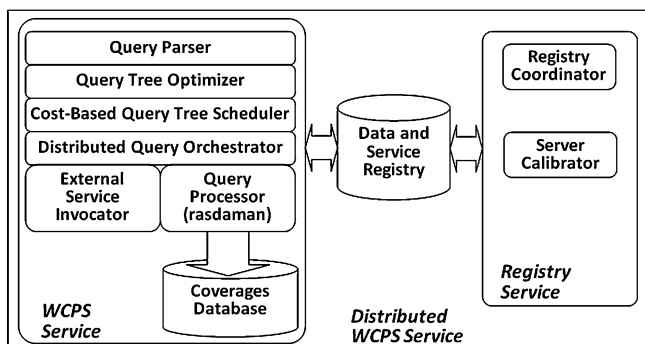 Query Parser
Query Tree Optimizer
Cost-Based Query Tree Scheduler
Distributed Query Orchestrator
External
Service
Invocator
Query
Processor
(rasdaman)
Coverages
Database
WCPS
Service
Data and
Service
Registry
Distributed
WCPS Service
Registry
Coordinator
Server
Calibrator
Registry
Service